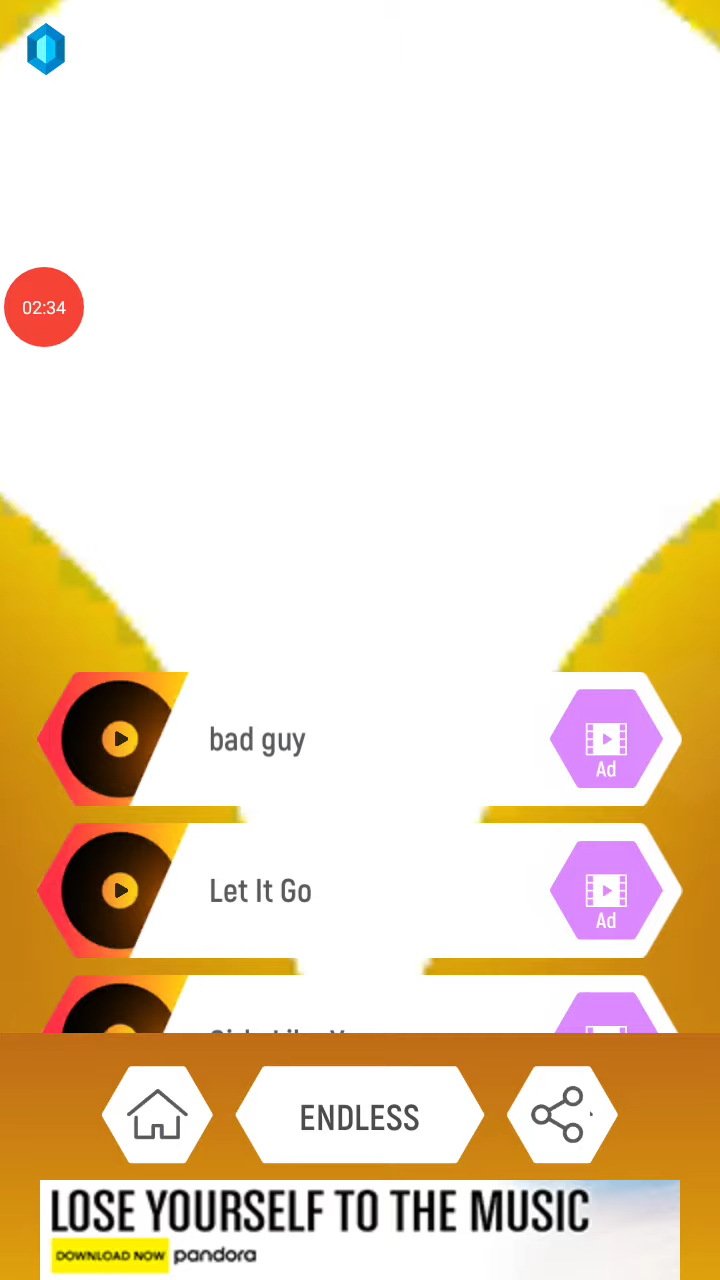 02:34
bad guy
Ad
Let It Go
Ad
ENDLESS
LOSE YOURSELF TO THE MUSIC
DOWNLOAD NOW pandora